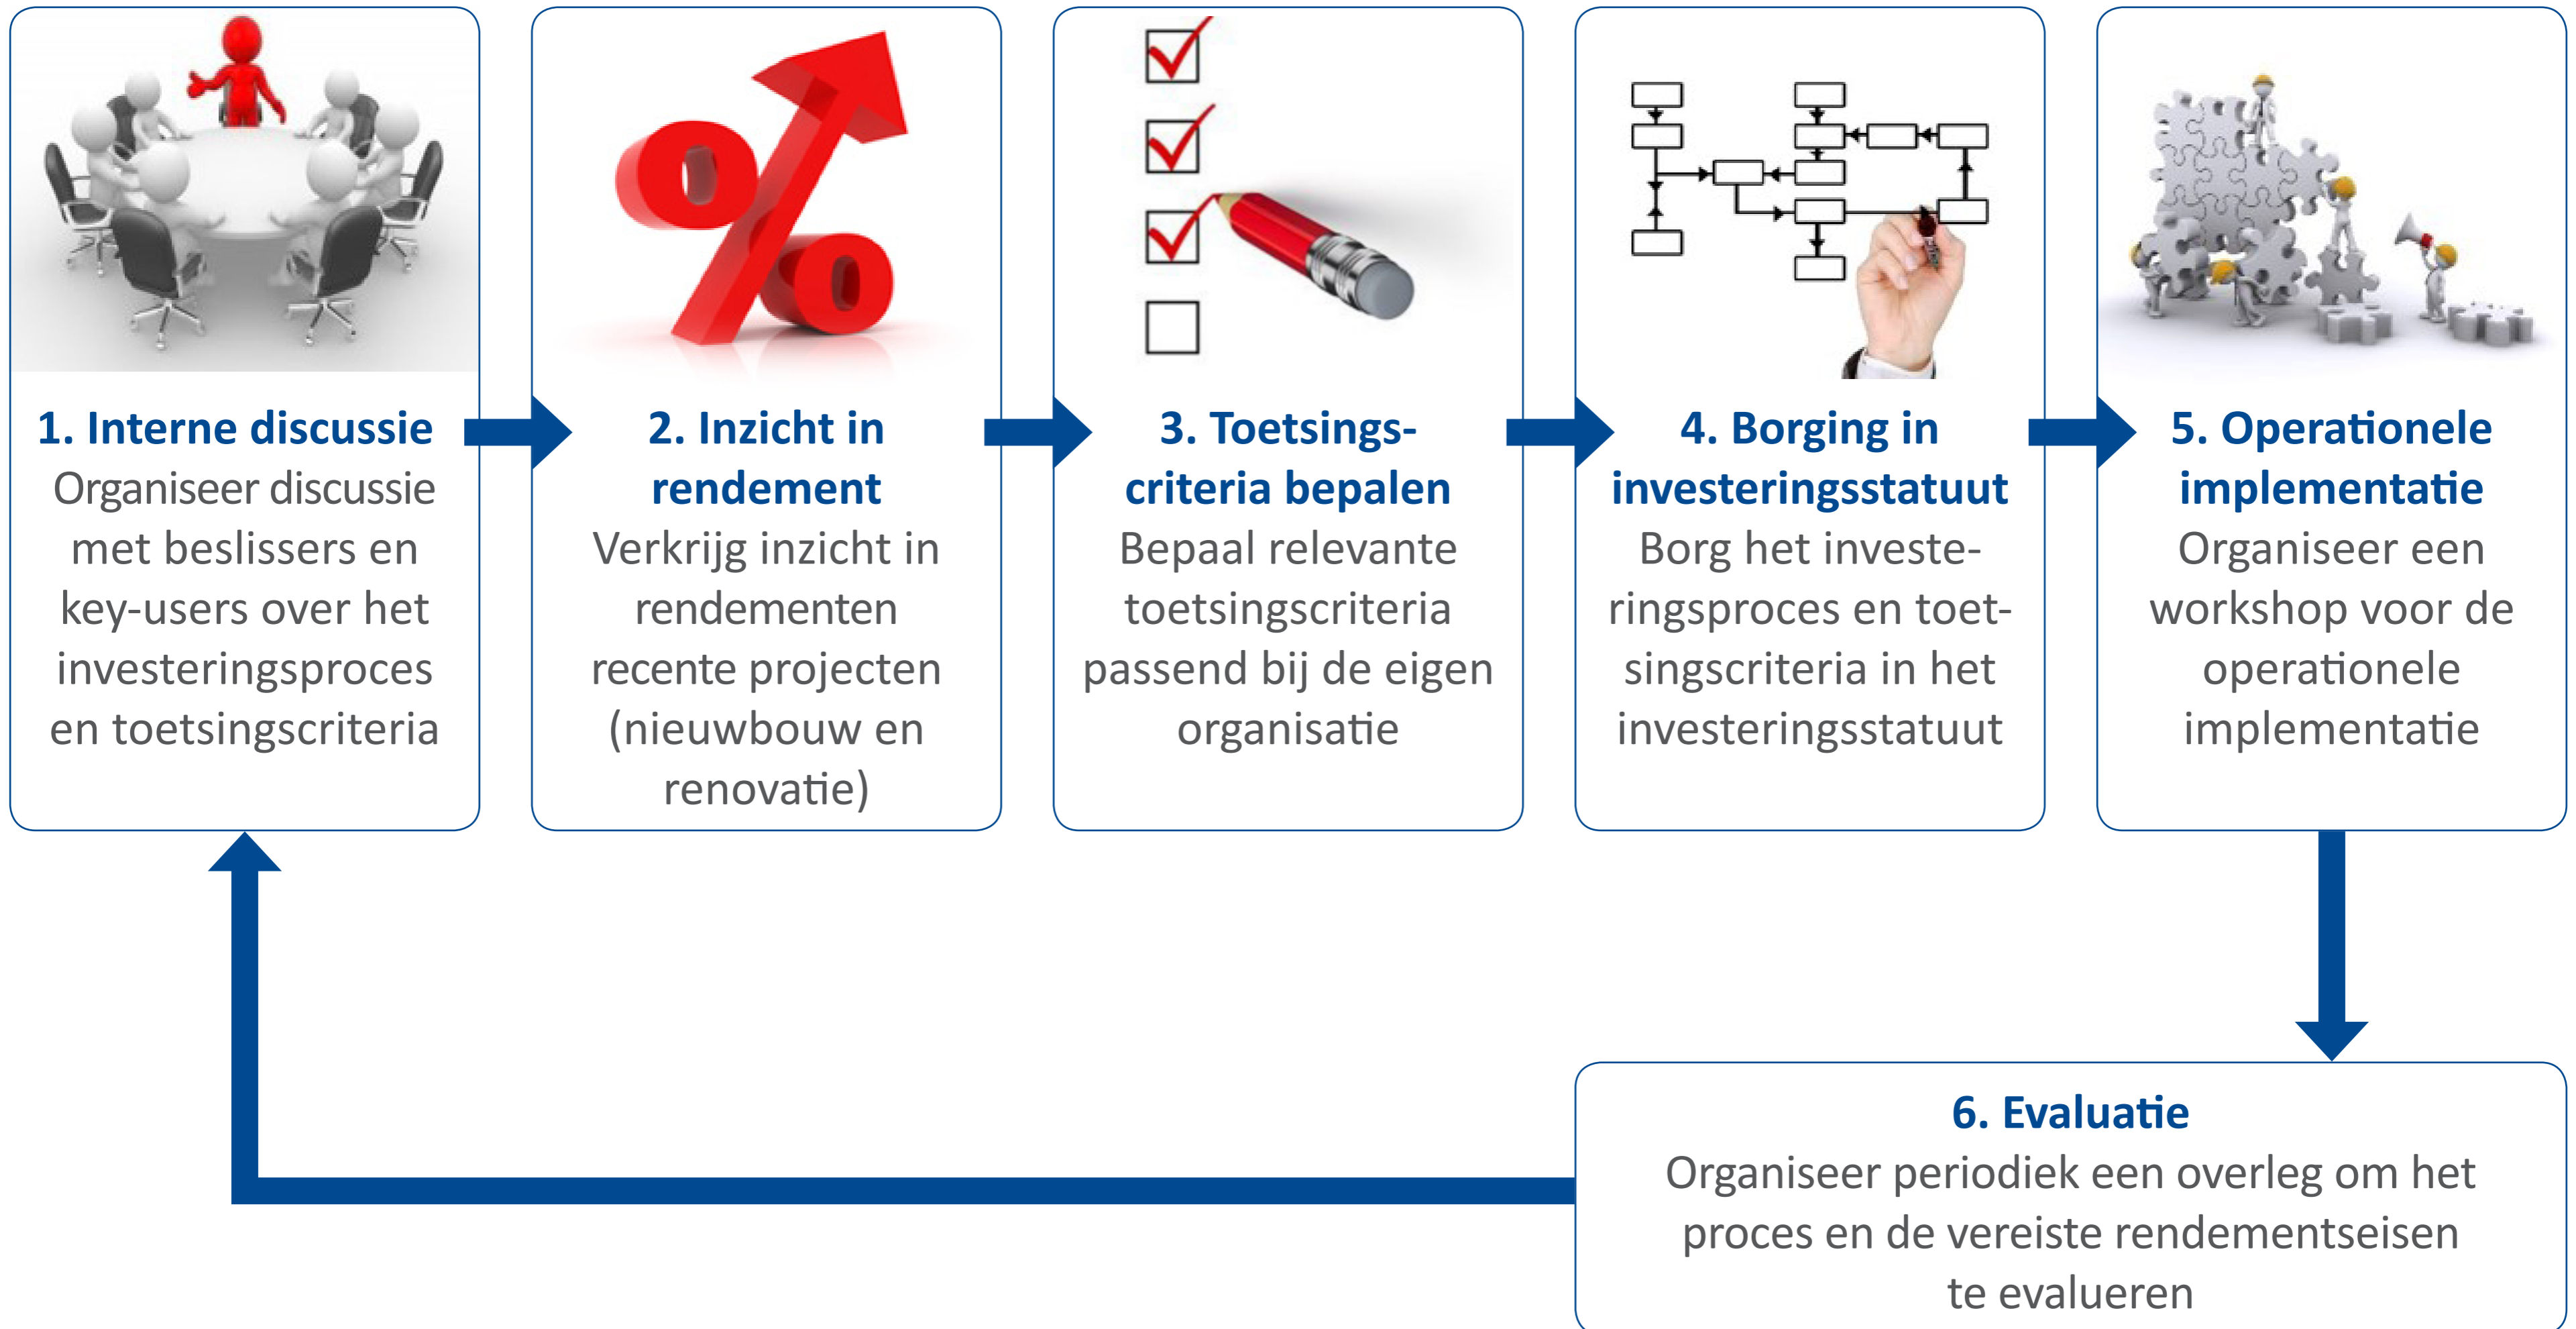 1. Interne discussie
Organiseer discussie
met beslissers en
key-users over het
investeringsproces
en toetsingscriteria
2. Inzicht in
rendement
Verkrijg inzicht in
rendementen
recente projecten
(nieuwbouw en
renovatie)
3. Toetsings-
criteria bepalen
Bepaal relevante
toetsingscriteria
passend bij de eigen
organisatie
4. Borging in
investeringsstatuut
Borg het investe-
ringsproces en toet-
singscriteria in het
investeringsstatuut
5. Operationele
implementatie
Organiseer een
workshop voor de
operationele
implementatie
6. Evaluatie
Organiseer periodiek een overleg om het
proces en de vereiste rendementseisen
te evalueren